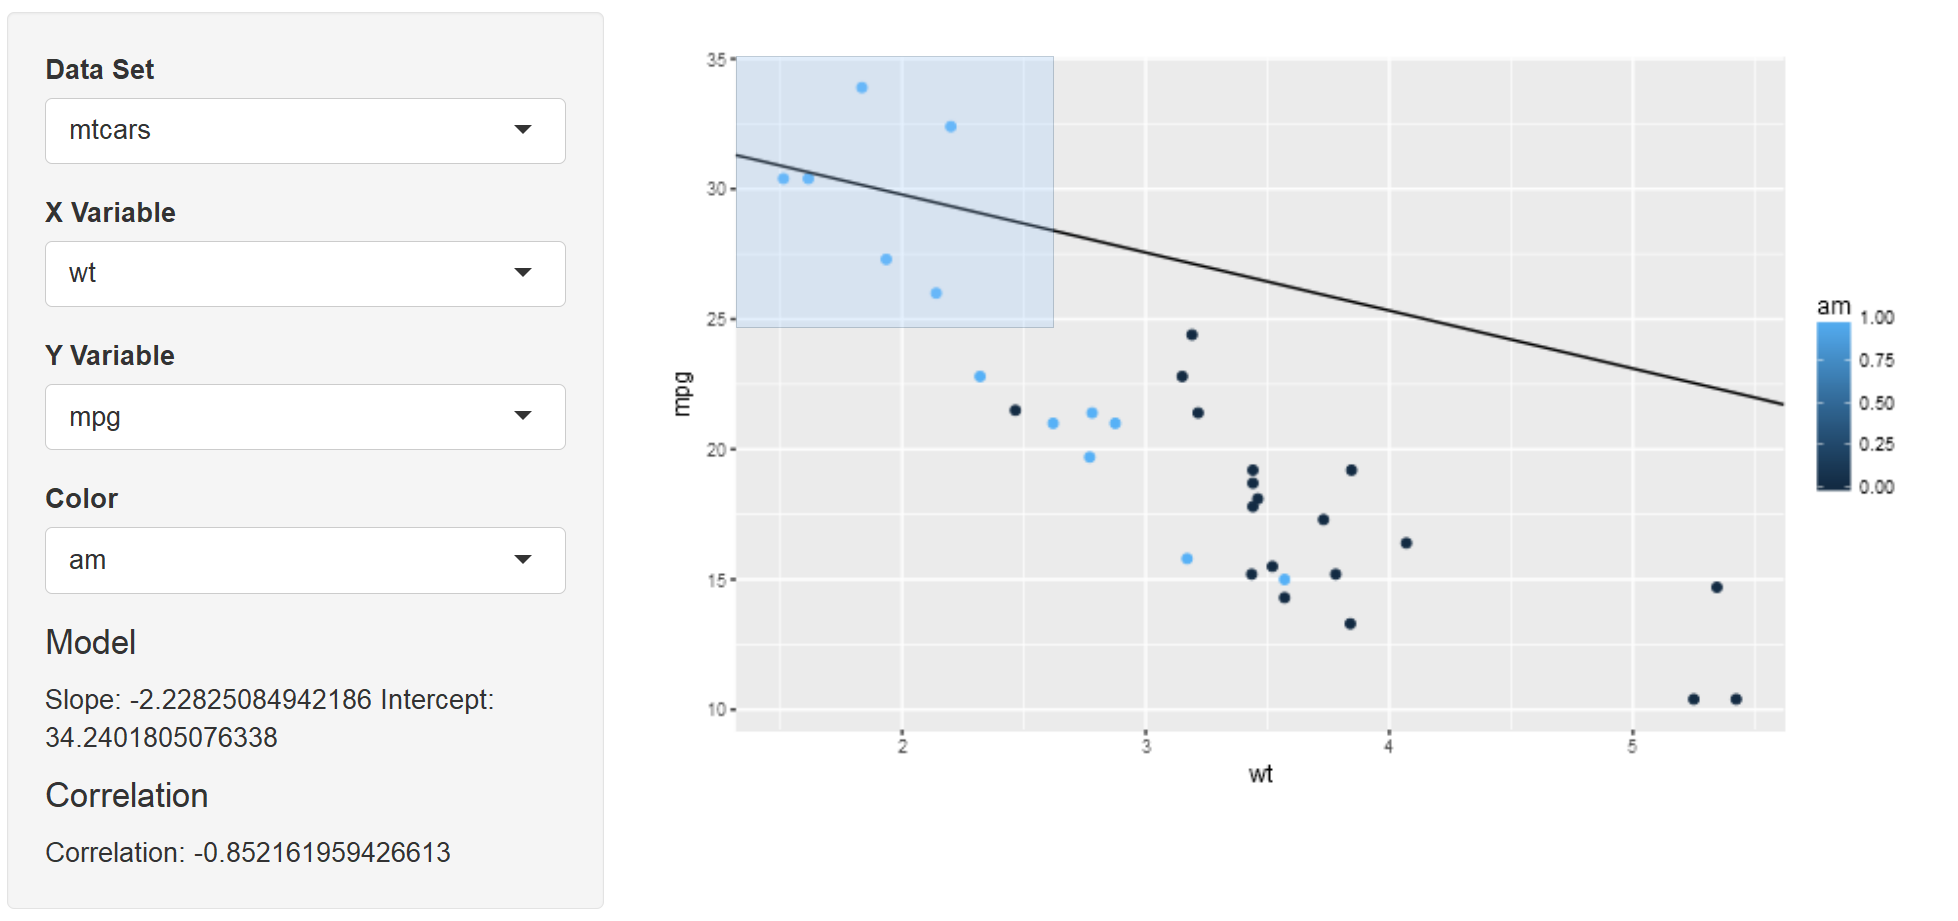 Data Set
mtcars
X Variable
wt
Y Variable
mpg
Color
am
Model
Slope: -2.22825084942186 Intercept:
34.2401805076338
Correlation
Correlation: -0.852161959426613
35
30
25
20
15
10
mpg
2 3 4 5
wt
am
1.00
0.75
0.50
0.25
0.00